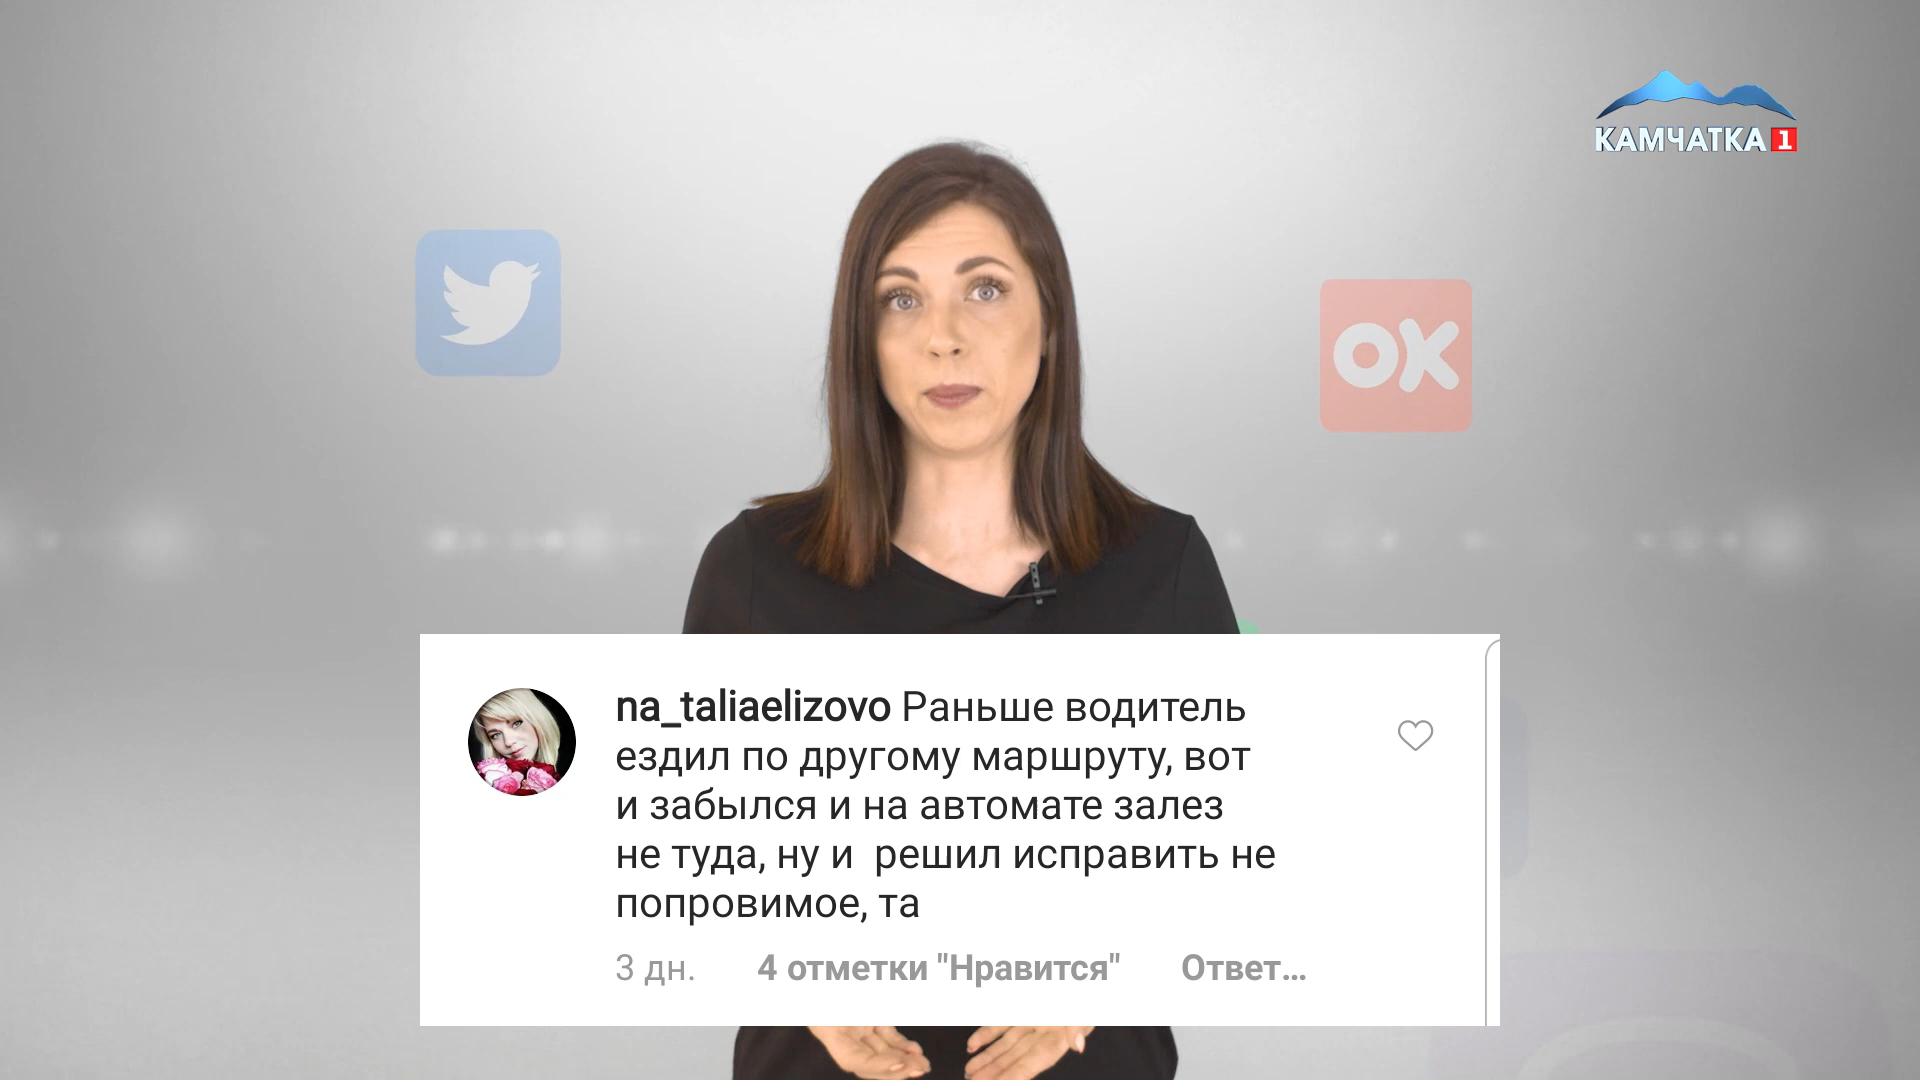 КАМЧАТКА 1
na_taliaelizovo Раньше водитель
ездил по другому маршруту, вот
и забылся и на автомате залез
не туда, ну и решил исправить не
попровимое, та
3 дн. 4 отметки "Нравится" Ответ...